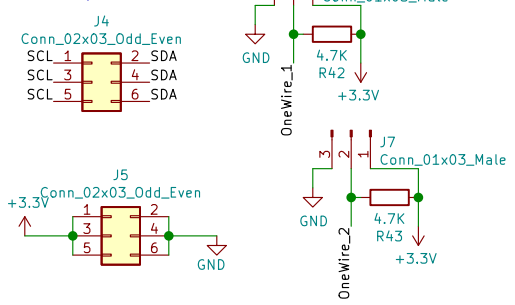 Conn_01x03_Male
J4
Conn_02x03_Odd_Even
SCL 1 2 SDA
SCL 3 4 SDA
SCL 5 6 SDA
GND
4.7K
R42
+3.3V
OneWire_1
J7
Conn_01x03_Male
3 2 1
J5
Conn_02x03_Odd_Even
+3.3V
1 2
3 4
5 6
GND
GND
4.7K
R43
+3.3V
OneWire_2